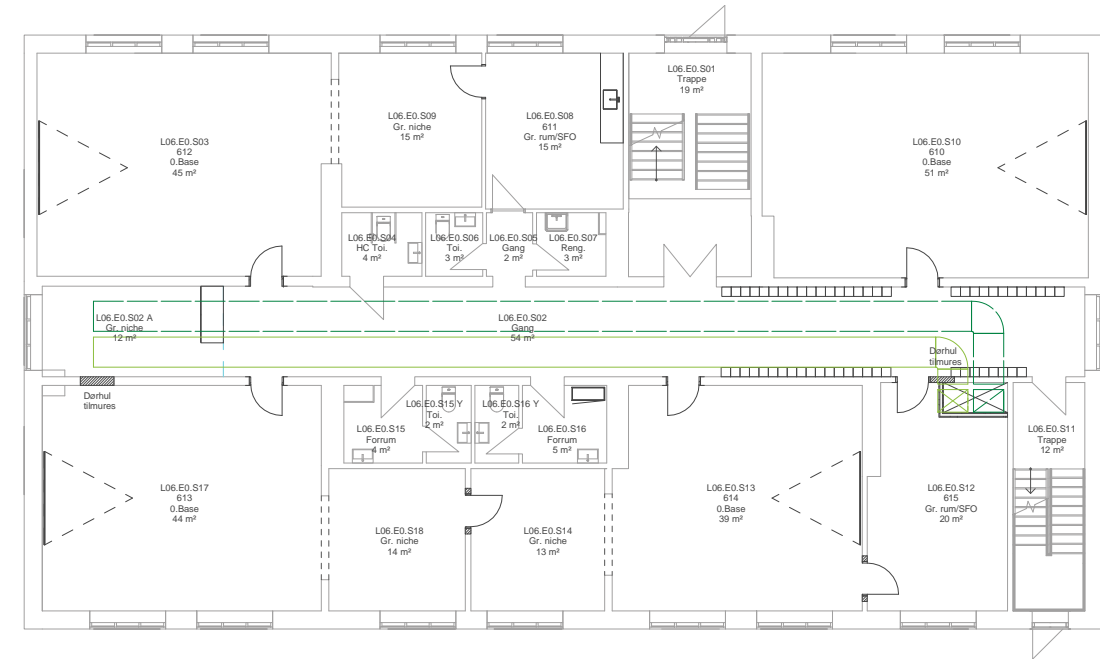 L06.E0.S01
Trappe
19 m²
L06.E0.S03
612
0.Base
45 m²
L06.E0.S09
Gr. niche
15 m²
L06.E0.S08
611
Gr. rum/SFO
15 m²
L06.E0.S10
610
0.Base
51 m²
L06.E0.S04
HC Toi.
4 m²
L06.E0.S06
Toi.
3 m²
L06.E0.S05
Gang
2 m²
L06.E0.S07
Reng.
3 m²
L06.E0.S02 A
Gr. niche
12 m²
L06.E0.S02
Gang
54 m²
Dørhul
tilmures
Dørhul
tilmures
L06.E0.S15 Y
Toi.
2 m²
L06.E0.S16 Y
Toi.
2 m²
L06.E0.S15
Forrum
4 m²
L06.E0.S16
Forrum
5 m²
L06.E0.S11
Trappe
12 m²
L06.E0.S17
613
0.Base
44 m²
L06.E0.S18
Gr. niche
14 m²
L06.E0.S14
Gr. niche
13 m²
L06.E0.S13
614
0.Base
39 m²
L06.E0.S12
615
Gr. rum/SFO
20 m²